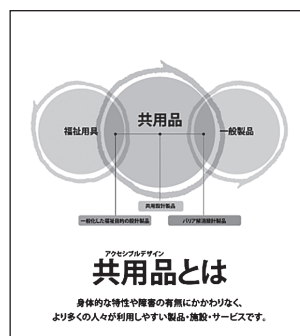 福祉用具
共用品
一般製品
共用設計製品
一般化した福祉目的の設計製品
バリア解消設計製品
アクセシブルデザイン
共用品とは
身体的な特性や障害の有無にかかわりなく、
より多くの人々が利用しやすい製品・施設・サービスです。